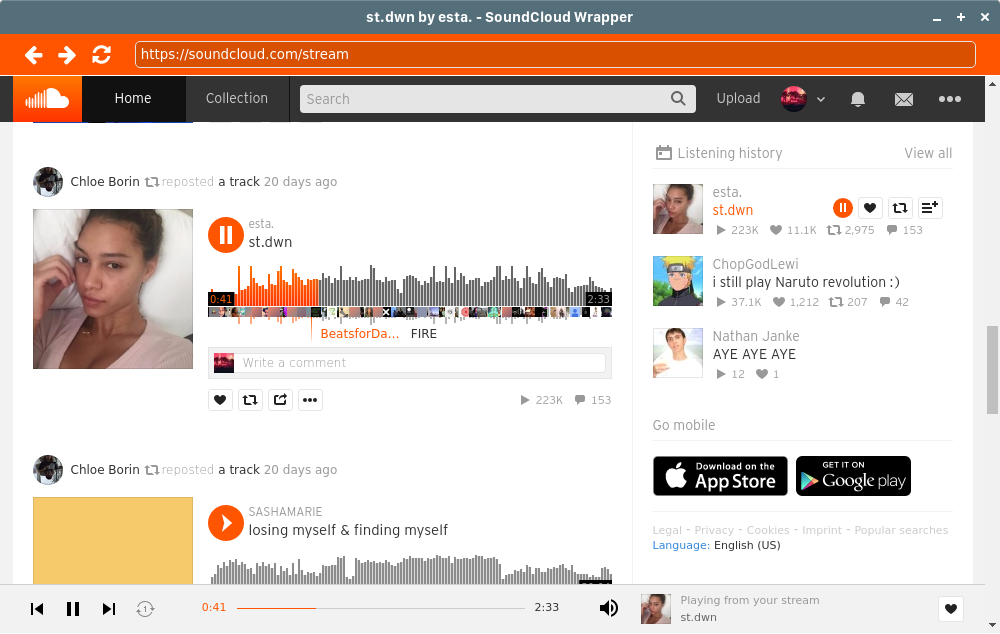 st.dwn by esta. - SoundCloud Wrapper
https://soundcloud.com/stream
Home
Collection
Search
Upload
Chloe Borin reposted a track 20 days ago
esta.
st.dwn
0:41
2:33
BeatsforDa... FIRE
Write a comment
223K
153
Chloe Borin reposted a track 20 days ago
SASHAMARIE
losing myself & finding myself
Listening history
View all
esta.
st.dwn
223K 11.1K 2,975 153
ChopGodLewi
i still play Naruto revolution :)
37.1K 1,212 207 42
Nathan Janke
AYE AYE AYE
12 1
Go mobile
Download on the
App Store
GET IT ON
Google play
Legal - Privacy - Cookies - Imprint - Popular searches
Language: English (US)
1
0:41
2:33
Playing from your stream
st.dwn